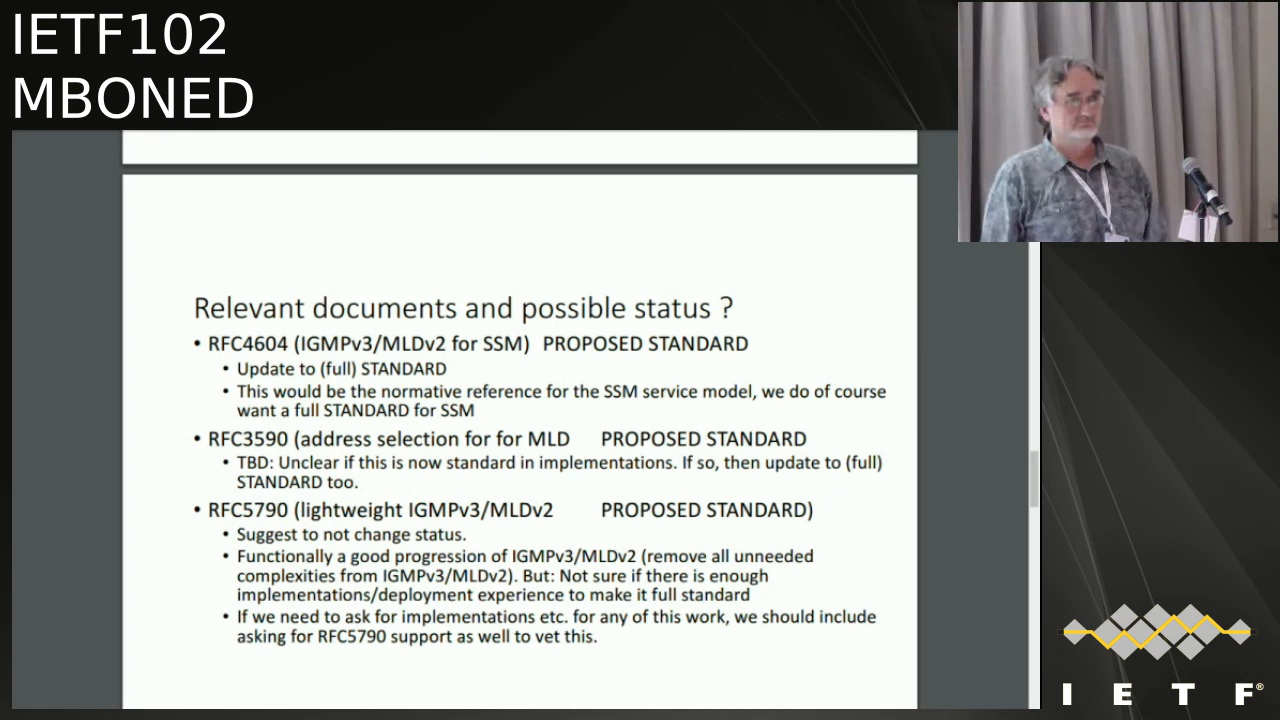 IETF102
MBONED
Relevant documents and possible status ?
• RFC4604 (IGMPv3/MLDv2 for SSM) PROPOSED STANDARD
• Update to (full) STANDARD
• This would be the normative reference for the SSM service model, we do of course
want a full STANDARD for SSM
• RFC3590 (address selection for for MLD PROPOSED STANDARD
• TBD: Unclear if this is now standard in implementations. If so, then update to (full)
STANDARD too.
• RFC5790 (lightweight IGMPv3/MLDv2 PROPOSED STANDARD)
• Suggest to not change status.
• Functionally a good progression of IGMPv3/MLDv2 (remove all unneeded
complexities from IGMPv3/MLDv2). But: Not sure if there is enough
implementations/deployment experience to make it full standard
• If we need to ask for implementations etc. for any of this work, we should include
asking for RFC5790 support as well to vet this.
I E T F®